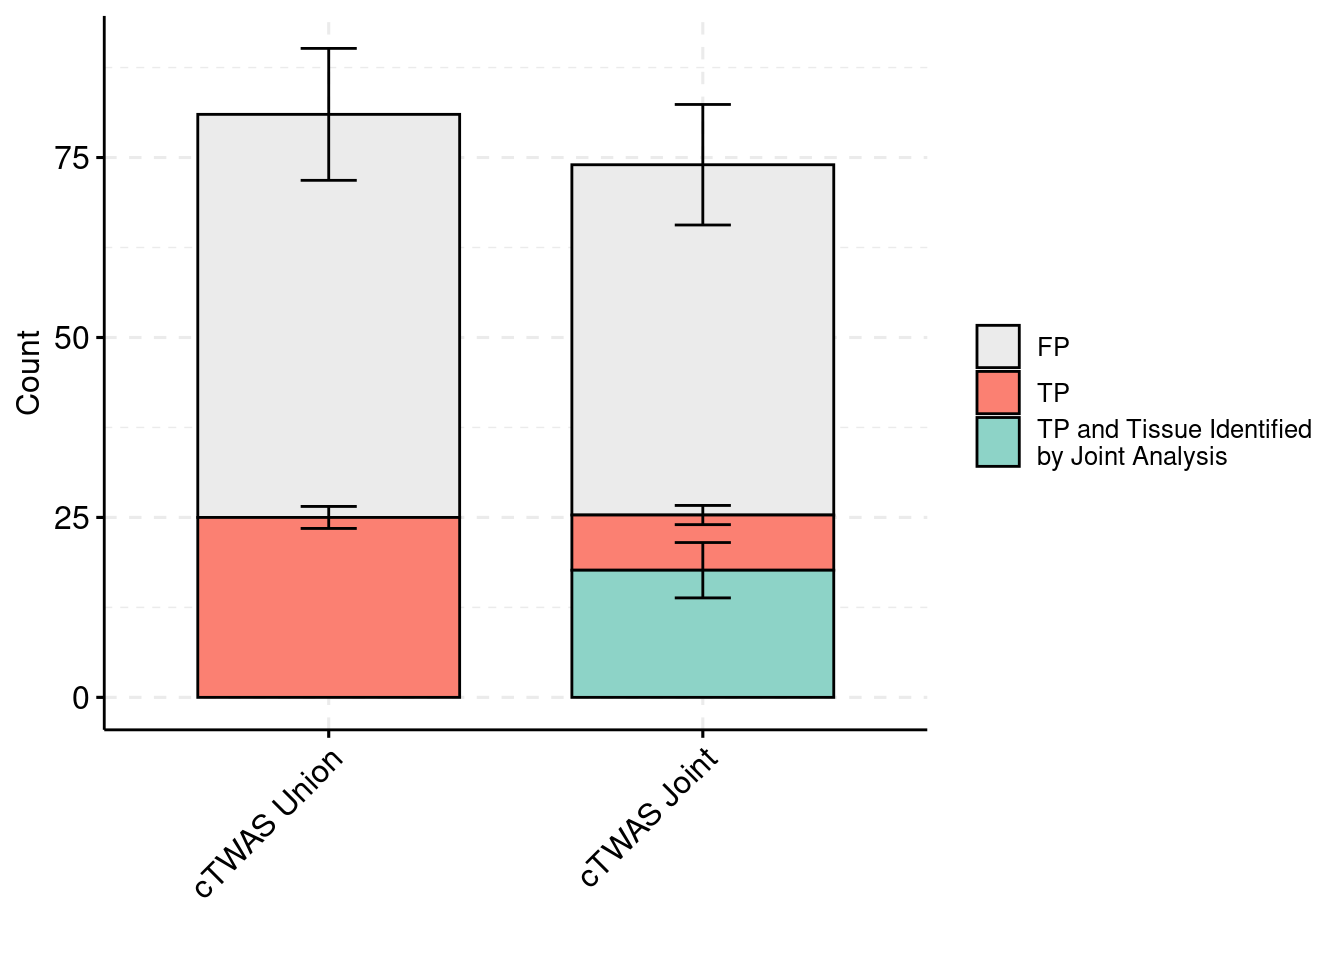 Count
75
50
25
0
cTWAS Union
cTWAS Joint
FP
TP
TP and Tissue Identified
by Joint Analysis